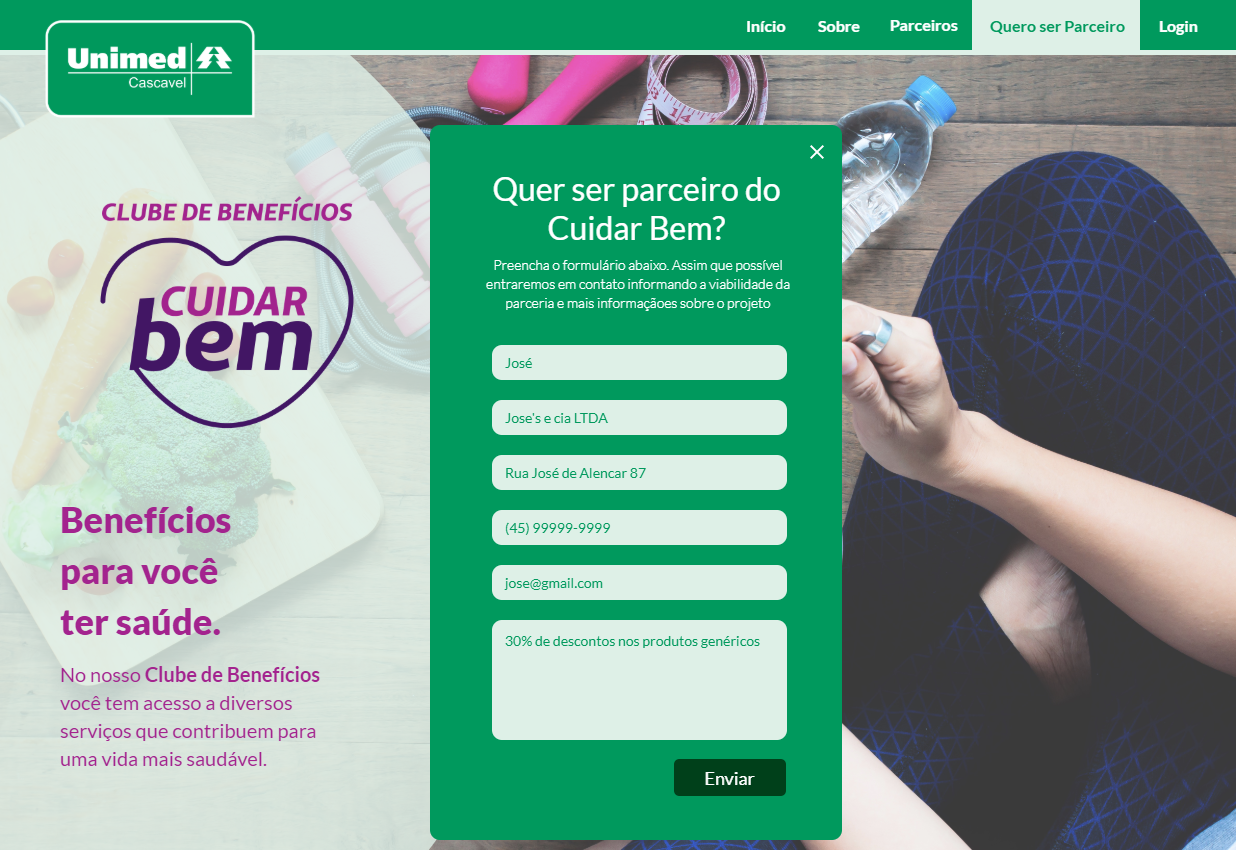 Início
Sobre
Parceiros
Quero ser Parceiro
Login
Unimed
Cascavel
CLUBE DE BENEFÍCIOS
CUIDAR
bem
Benefícios
para você
ter saúde.
No nosso Clube de Benefícios
você tem acesso a diversos
serviços que contribuem para
uma vida mais saudável.
Quer ser parceiro do
Cuidar Bem?
Preencha o formulário abaixo. Assim que possível
entraremos em contato informando a viabilidade da
parceria e mais informaçãoes sobre o projeto
José
Jose's e cia LTDA
Rua José de Alencar 87
(45) 99999-9999
jose@gmail.com
30% de descontos nos produtos genéricos
Enviar